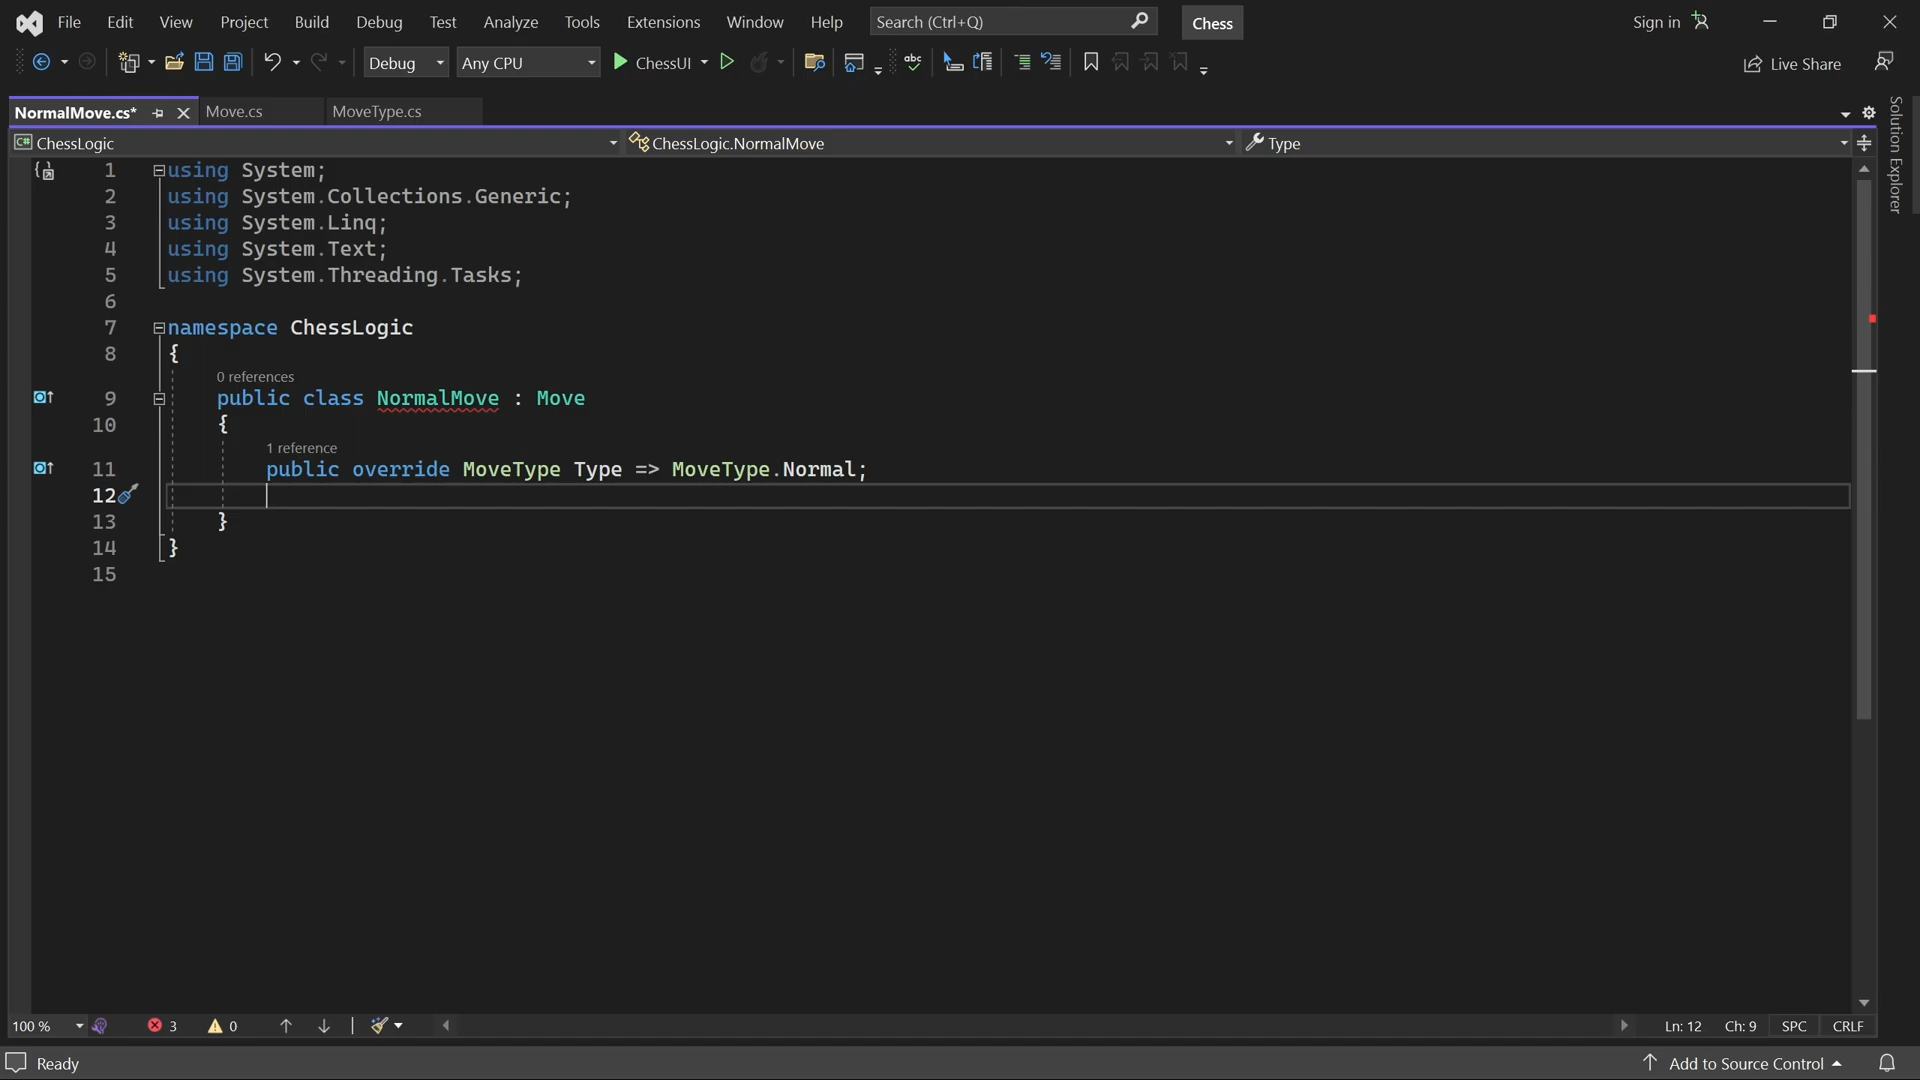 File Edit View Project Build Debug Test Analyze Tools Extensions Window Help Search (Ctrl+Q) Chess Sign in
Debug Any CPU ChessUI abc Live Share
NormalMove.cs* Move.cs MoveType.cs
C# ChessLogic ChessLogic.NormalMove Type
Solution Explorer
1 using System;
2 using System.Collections.Generic;
3 using System.Linq;
4 using System.Text;
5 using System.Threading.Tasks;
6
7 namespace ChessLogic
8 {
0 references
9 public class NormalMove : Move
10 {
1 reference
11 public override MoveType Type => MoveType.Normal;
12
13 }
14 }
15
100 % 3 0 Ln: 12 Ch: 9 SPC CRLF
Ready Add to Source Control